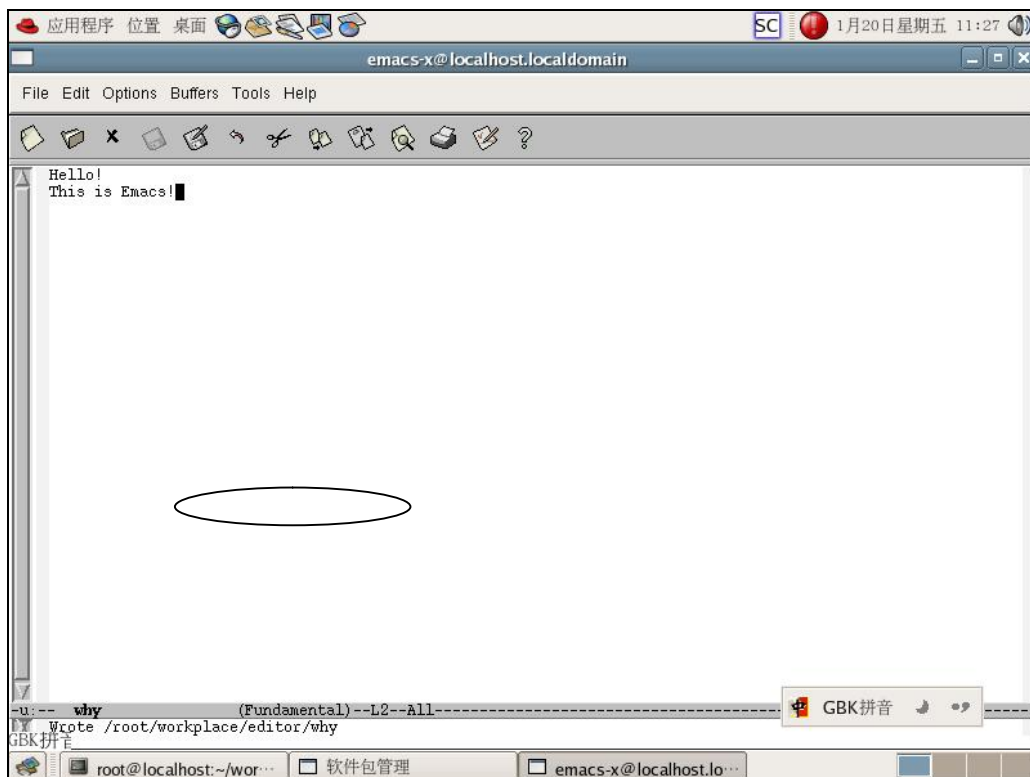 应用程序 位置 桌面 SC 1月20日星期五 11:27
emacs-x@localhost.localdomain
File Edit Options Buffers Tools Help
Hello!
This is Emacs!
-u:-- why (Fundamental)--L2--All--------------------------------------
GBK拼音
Wrote /root/workplace/editor/why
GBK拼音
root@localhost:~/wor… 软件包管理 emacs-x@localhost.lo…